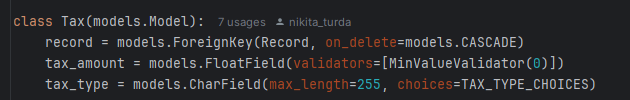 class Tax(models.Model): 7 usages nikita_turda
record = models.ForeignKey(Record, on_delete=models.CASCADE)
tax_amount = models.FloatField(validators=[MinValueValidator(0)])
tax_type = models.CharField(max_length=255, choices=TAX_TYPE_CHOICES)